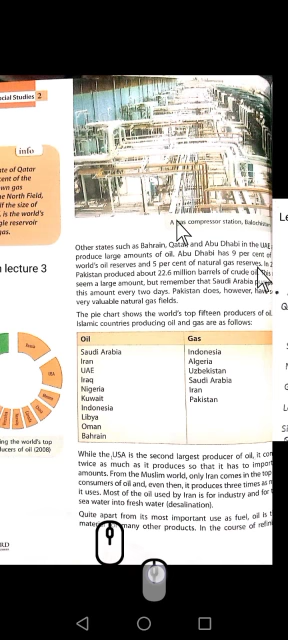 cial Studies 2
info
ate of Qatar
cent of the
wn gas
he North Field,
lf the size of
is the world's
gle reservoir
gas.
A gas compressor station, Balochistan
Other states such as Bahrain, Qatar and Abu Dhabi in the UAE
produce large amounts of oil. Abu Dhabi has 9 per cent of
world's oil reserves and 5 per cent of natural gas reserves. In 2
Pakistan produced about 22.6 million barrels of crude oil. This
seem a large amount, but remember that Saudi Arabia
this amount every two days. Pakistan does, however, have
very valuable natural gas fields.
n lecture 3
Le
The pie chart shows the world's top fifteen producers of oil.
Islamic countries producing oil and gas are as follows:
Oil Gas
Saudi Arabia Indonesia
Iran Algeria
UAE Uzbekistan
Iraq Saudi Arabia
Nigeria Iran
Kuwait Pakistan
Indonesia
Libya
Oman
Bahrain
Russia
USA
ing the world's top
ucers of oil (2008)
While the USA is the second largest producer of oil, it con
twice as much as it produces so that it has to import
amounts. From the Muslim world, only Iran comes in the top
consumers of oil and, even then, it produces three times as m
it uses. Most of the oil used by Iran is for industry and for t
sea water into fresh water (desalination).
Quite apart from its most important use as fuel, oil is t
many other products. In the course of refin
RD